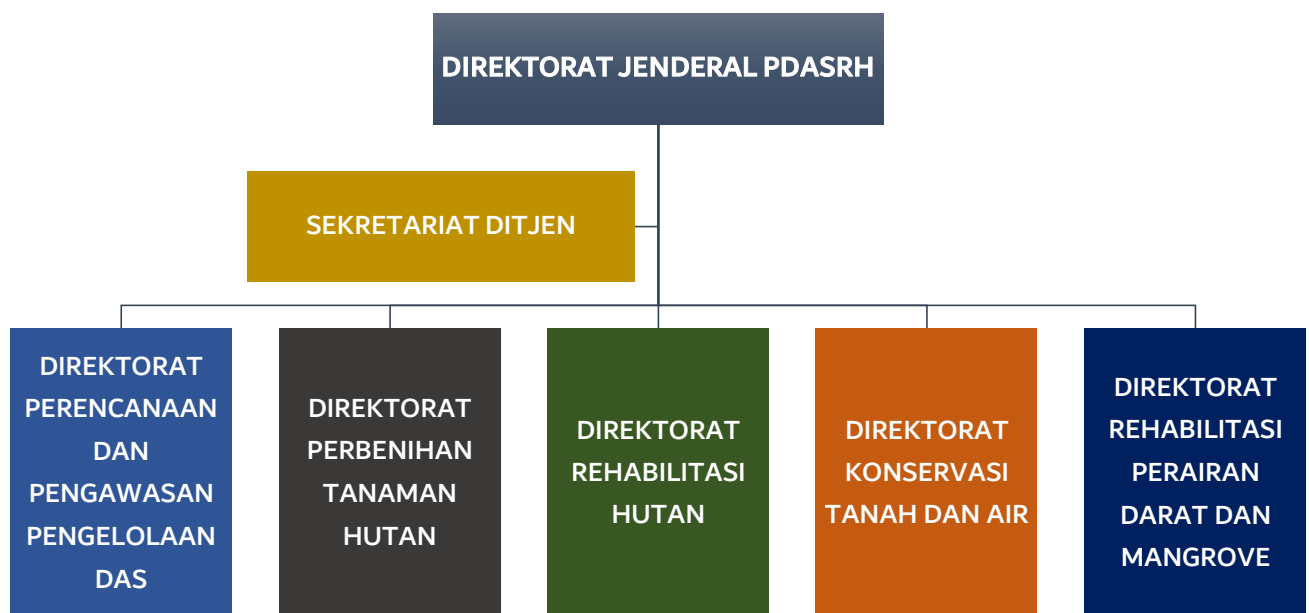 DIREKTORAT JENDERAL PDASRH
SEKRETARIAT DITJEN
DIREKTORAT
PERENCANAAN
DAN
PENGAWASAN
PENGELOLAAN
DAS
DIREKTORAT
PERBENIHAN
TANAMAN
HUTAN
DIREKTORAT
REHABILITASI
HUTAN
DIREKTORAT
KONSERVASI
TANAH DAN AIR
DIREKTORAT
REHABILITASI
PERAIRAN
DARAT DAN
MANGROVE